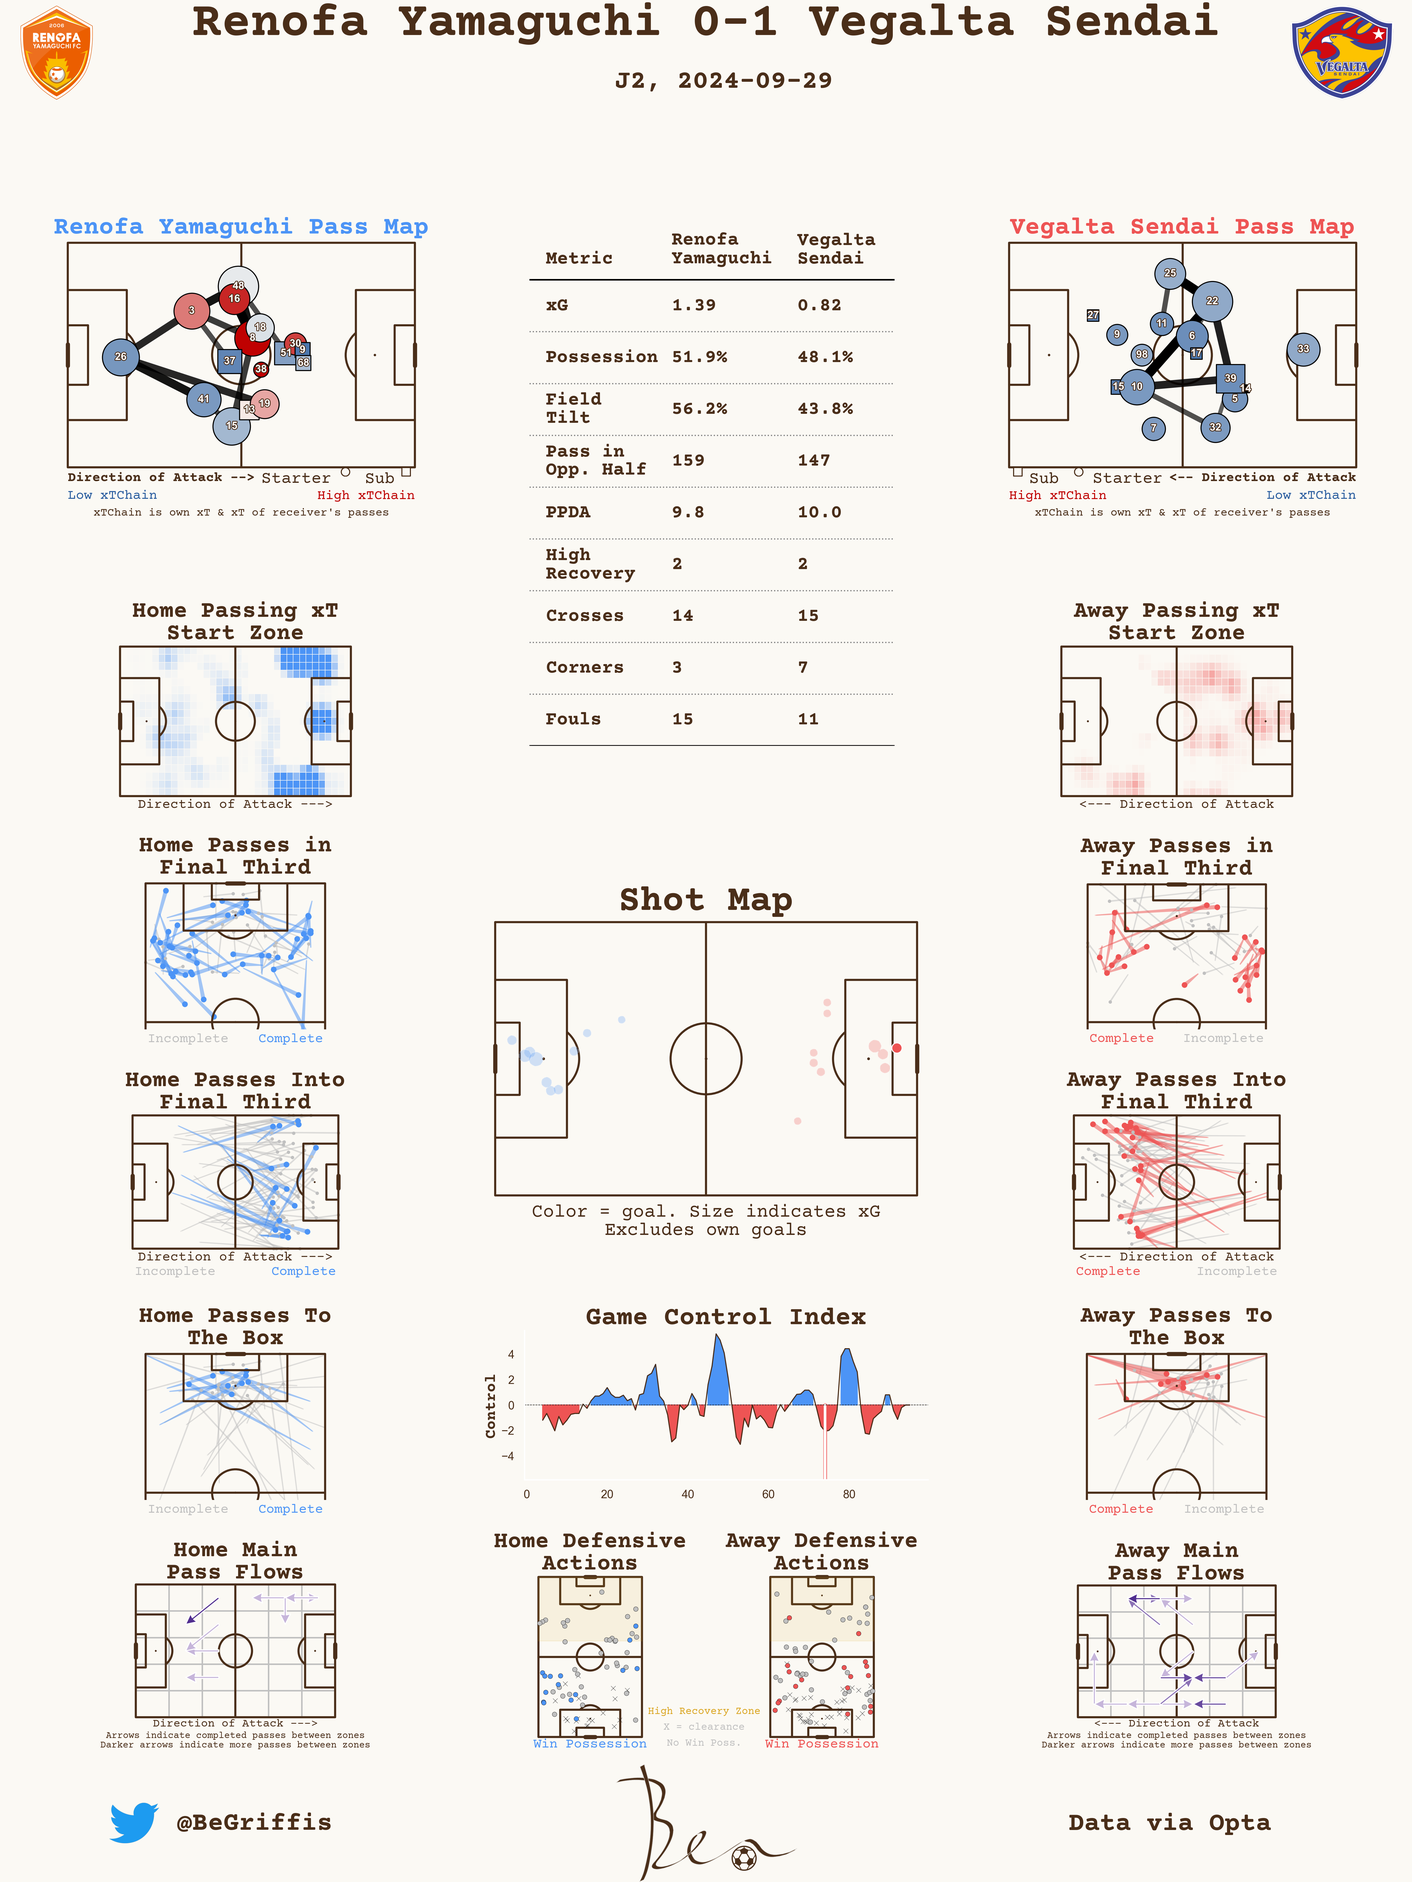 Renofa Yamaguchi 0-1 Vegalta Sendai
J2, 2024-09-29
2006
RENOFA
YAMAGUCHI FC
VEGALTA
SENDAI
Renofa Yamaguchi Pass Map
48
16
3
18
8
26
37
51
30
9
68
38
41
13
19
15
Direction of Attack --> Starter Sub
Low xTChain High xTChain
xTChain is own xT & xT of receiver's passes
Metric Renofa Yamaguchi Vegalta Sendai
xG 1.39 0.82
Possession 51.9% 48.1%
Field Tilt 56.2% 43.8%
Pass in Opp. Half 159 147
PPDA 9.8 10.0
High Recovery 2 2
Crosses 14 15
Corners 3 7
Fouls 15 11
Vegalta Sendai Pass Map
25
22
27
11
9
6
98
17
33
15
10
39
14
5
7
32
Sub Starter <-- Direction of Attack
High xTChain Low xTChain
xTChain is own xT & xT of receiver's passes
Home Passing xT
Start Zone
Direction of Attack --->
Away Passing xT
Start Zone
<--- Direction of Attack
Home Passes in
Final Third
Incomplete Complete
Away Passes in
Final Third
Complete Incomplete
Shot Map
Color = goal. Size indicates xG
Excludes own goals
Home Passes Into
Final Third
Direction of Attack --->
Incomplete Complete
Away Passes Into
Final Third
<--- Direction of Attack
Complete Incomplete
Home Passes To
The Box
Incomplete Complete
Game Control Index
Control
4
2
0
−2
−4
0 20 40 60 80
Away Passes To
The Box
Complete Incomplete
Home Main
Pass Flows
Direction of Attack --->
Arrows indicate completed passes between zones
Darker arrows indicate more passes between zones
Home Defensive
Actions
Win Possession
High Recovery Zone
X = clearance
No Win Poss.
Away Defensive
Actions
Win Possession
Away Main
Pass Flows
<--- Direction of Attack
Arrows indicate completed passes between zones
Darker arrows indicate more passes between zones
@BeGriffis
Ben
Data via Opta